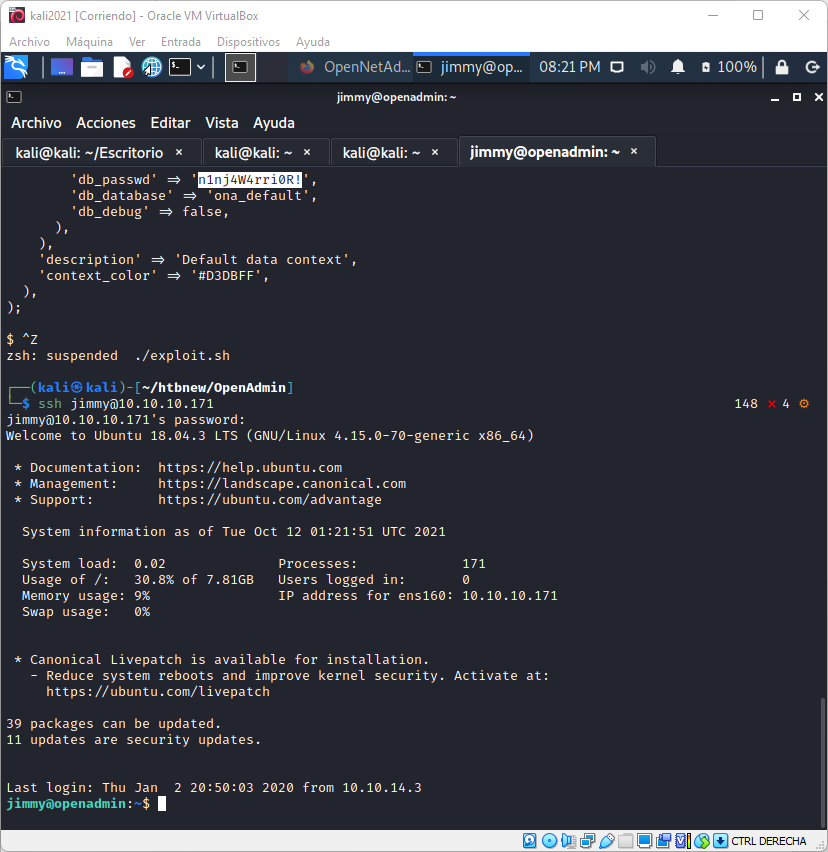 kali2021 [Corriendo] - Oracle VM VirtualBox
Archivo Máquina Ver Entrada Dispositivos Ayuda
OpenNetAd... jimmy@op... 08:21 PM 100%
jimmy@openadmin: ~
Archivo Acciones Editar Vista Ayuda
kali@kali: ~/Escritorio × kali@kali: ~ × kali@kali: ~ × jimmy@openadmin: ~ ×
'db_passwd' => 'n1nj4W4rri0R!',
'db_database' => 'ona_default',
'db_debug' => false,
),
),
'description' => 'Default data context',
'context_color' => '#D3DBFF',
),
);
$ ^Z
zsh: suspended ./exploit.sh
┌──(kali㉿kali)-[~/htbnew/OpenAdmin]
└─$ ssh jimmy@10.10.10.171 148 ⨯ 4 ⚙
jimmy@10.10.10.171's password:
Welcome to Ubuntu 18.04.3 LTS (GNU/Linux 4.15.0-70-generic x86_64)
* Documentation: https://help.ubuntu.com
* Management: https://landscape.canonical.com
* Support: https://ubuntu.com/advantage
System information as of Tue Oct 12 01:21:51 UTC 2021
System load: 0.02 Processes: 171
Usage of /: 30.8% of 7.81GB Users logged in: 0
Memory usage: 9% IP address for ens160: 10.10.10.171
Swap usage: 0%
* Canonical Livepatch is available for installation.
- Reduce system reboots and improve kernel security. Activate at:
https://ubuntu.com/livepatch
39 packages can be updated.
11 updates are security updates.
Last login: Thu Jan 2 20:50:03 2020 from 10.10.14.3
jimmy@openadmin:~$
CTRL DERECHA